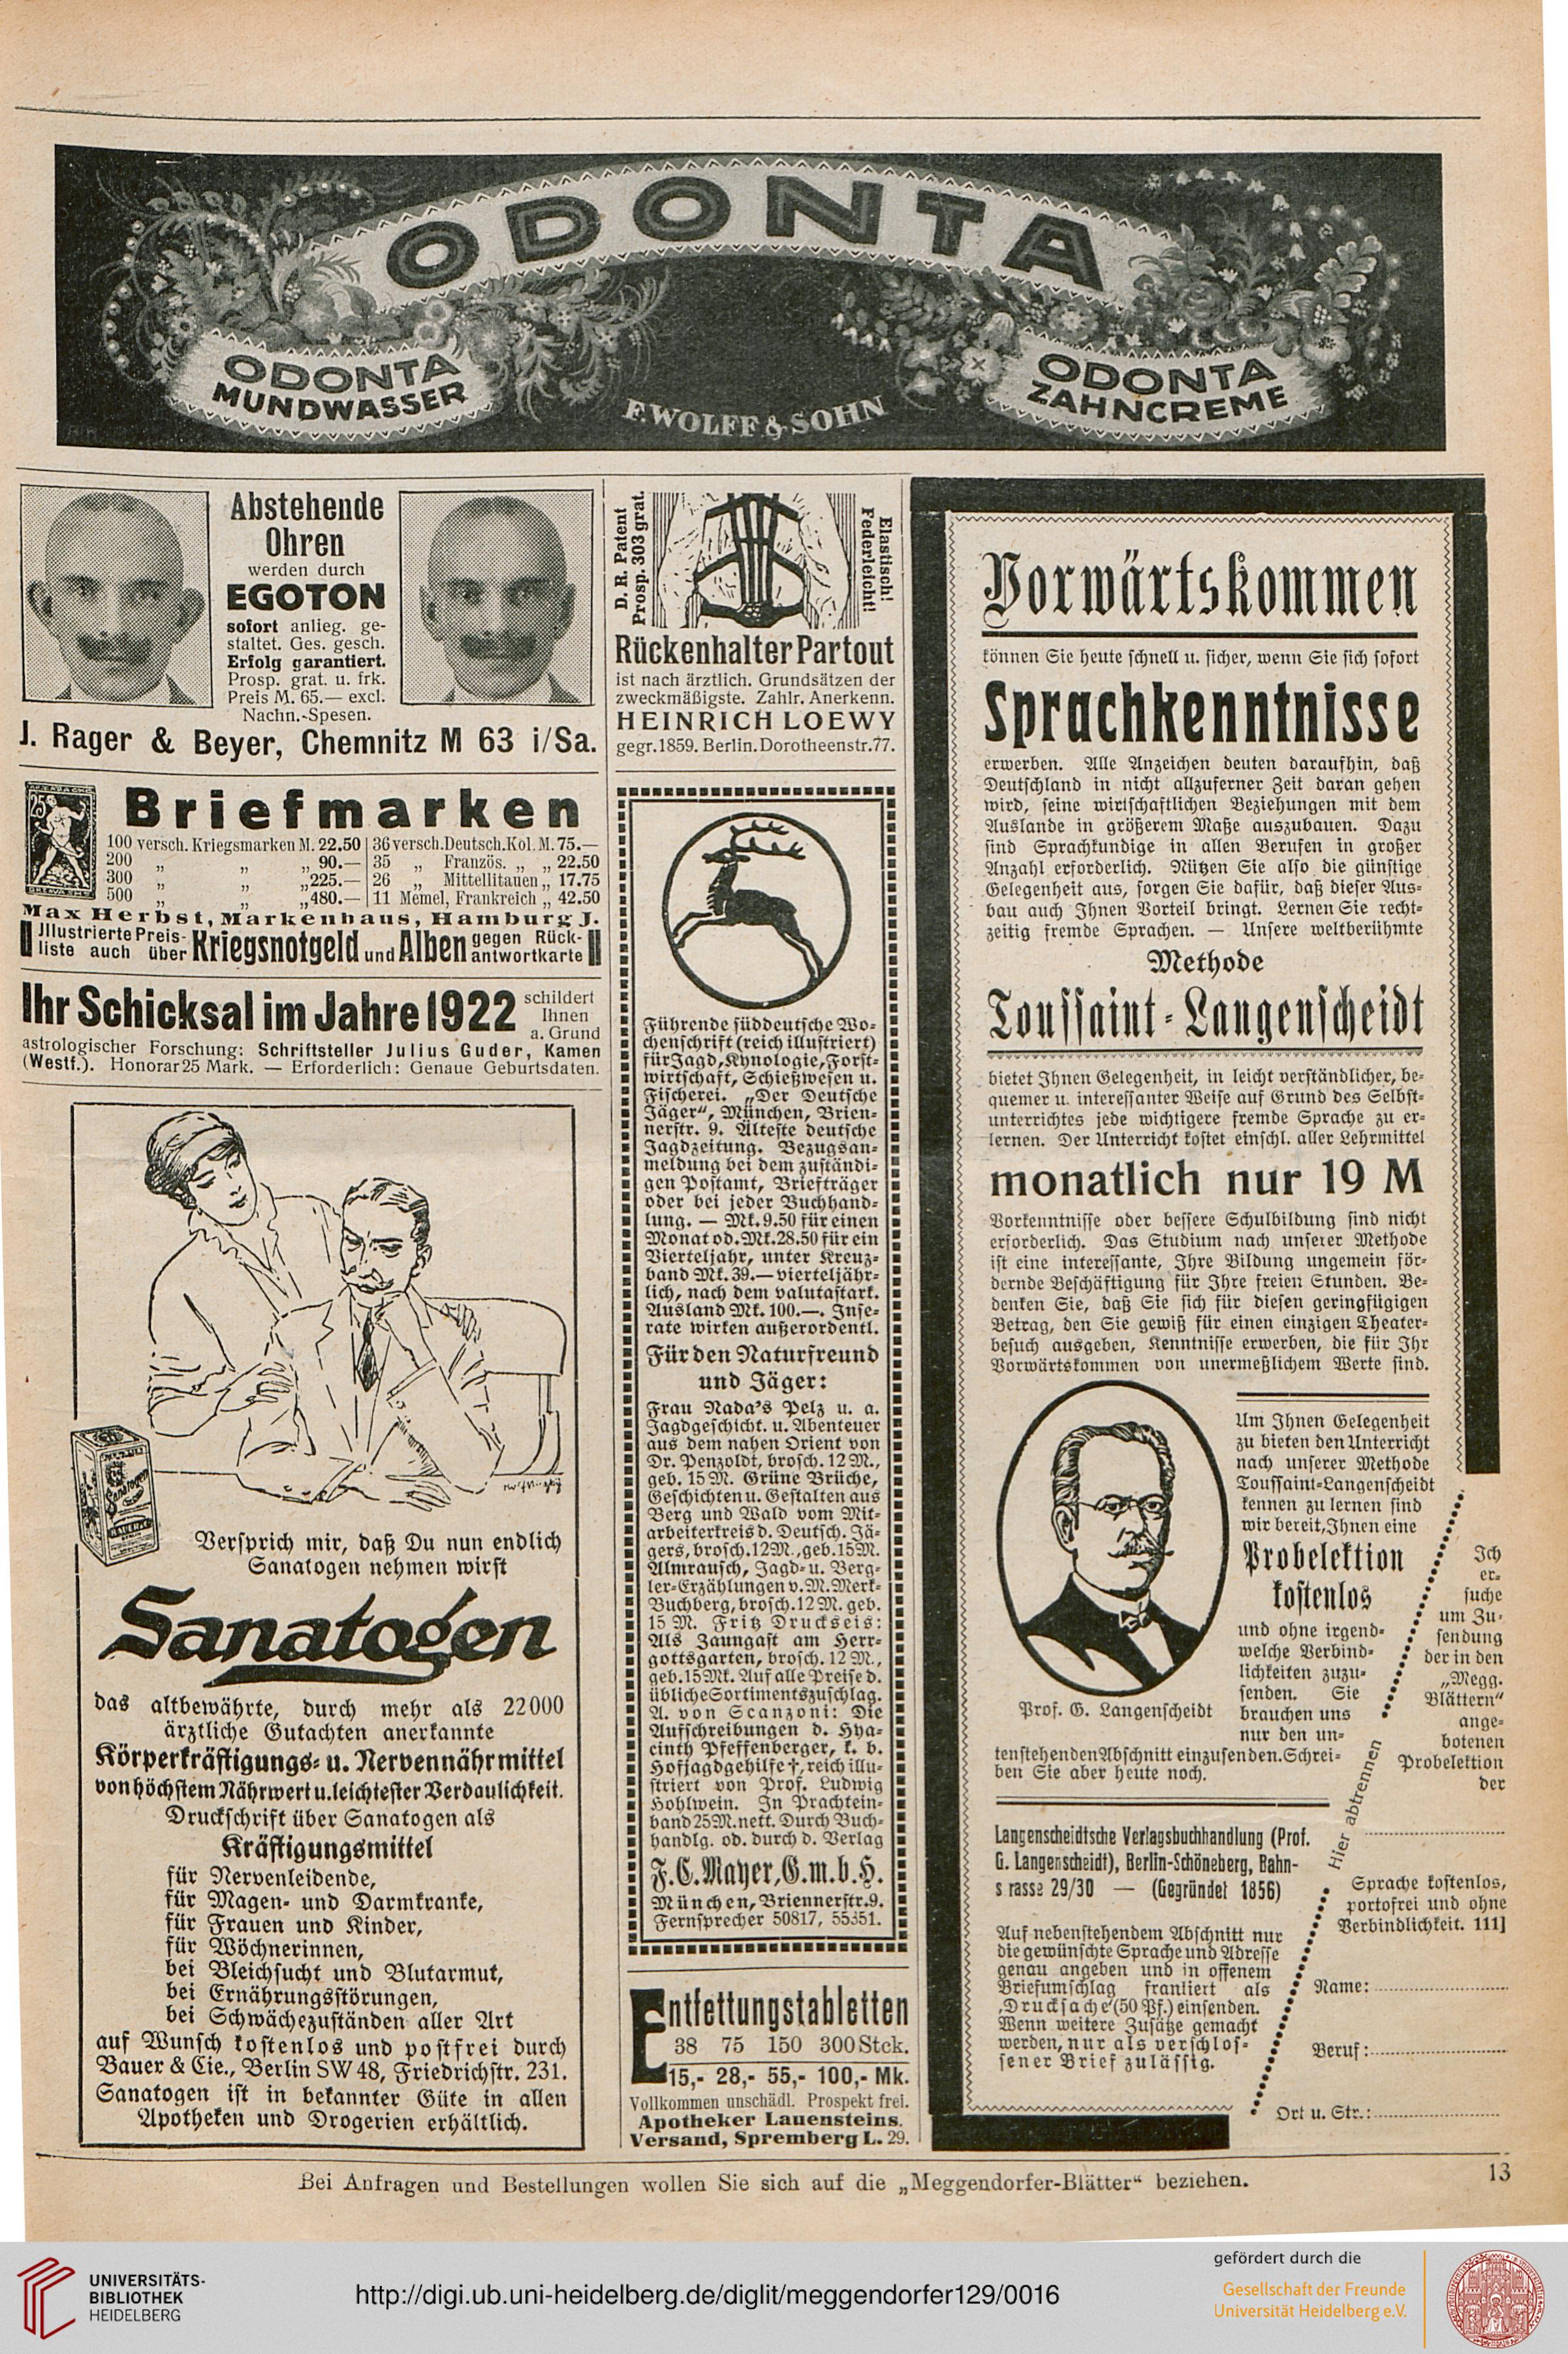 ODONTA
ODONTA
MUNDWASSER
F. WOLFF & SOHN
ODONTA
ZAHNCREME
Abstehende
Ohren
werden durch
EGOTON
sofort anlieg. ge-
staltet. Ges. gesch.
Erfolg garantiert.
Prosp. grat. u. frk.
Preis M. 65.— excl.
Nachn.-Spesen.
J. Rager & Beyer, Chemnitz M 63 i/Sa.
Briefmarken
100 versch. Kriegsmarken M. 22.50 | 36 versch. Deutsch. Kol. M. 75.—
200 „ „ „ 90.— | 35 „ Französ. „ „ 22.50
300 „ „ „ 225.— | 26 „ Mittellitauen „ 17.75
500 „ „ „ 480.— | 11 Memel, Frankreich „ 42.50
Max Herbst, Markenhaus, Hamburg J.
Jllustrierte Preis-
liste auch über Kriegsnotgeld und Alben gegen Rück-
antwortkarte
Ihr Schicksal im Jahre 1922 schildert
Ihnen
a. Grund
astrologischer Forschung: Schriftsteller Julius Guder, Kamen
(Westf.). Honorar 25 Mark. — Erforderlich: Genaue Geburtsdaten.
Sanatogen
BAUER & CIE
Versprich mir, daß Du nun endlich
Sanatogen nehmen wirst
Sanatogen
das altbewährte, durch mehr als 22000
ärztliche Gutachten anerkannte
Körperkräftigungs- u. Nervennährmittel
von höchstem Nährwert u. leichtester Verdaulichkeit.
Druckschrift über Sanatogen als
Kräftigungsmittel
für Nervenleidende,
für Magen- und Darmkranke,
für Frauen und Kinder,
für Wöchnerinnen,
bei Bleichsucht und Blutarmut,
bei Ernährungsstörungen,
bei Schwächezuständen aller Art
auf Wunsch kostenlos und postfrei durch
Bauer & Cie., Berlin SW 48, Friedrichstr. 231.
Sanatogen ist in bekannter Güte in allen
Apotheken und Drogerien erhältlich.
D. R. Patent
Prosp. 303 grat.
Elastisch!
Federleicht!
Rückenhalter Partout
ist nach ärztlich. Grundsätzen der
zweckmäßigste. Zahlr. Anerkenn.
HEINRICH LOEWY
gegr. 1859. Berlin. Dorotheenstr. 77.
Führende süddeutsche Wo-
chenschrift (reich illustriert)
für Jagd, Kynologie, Forst-
wirtschaft, Schießwesen u.
Fischerei. „Der Deutsche
Jäger“, München, Brien-
nerstr. 9. Älteste deutsche
Jagdzeitung. Bezugsan-
meldung bei dem zuständi-
gen Postamt, Briefträger
oder bei jeder Buchhand-
lung. — Mk. 9.50 für einen
Monat od. Mk. 28.50 für ein
Vierteljahr, unter Kreuz-
band Mk. 39.— vierteljähr-
lich, nach dem valutastark.
Ausland Mk. 100.—. Inse-
rate wirken außerordentl.
Für den Naturfreund
und Jäger:
Frau Nada's Pelz u. a.
Jagdgeschicht. u. Abenteuer
aus dem nahen Orient von
Dr. Penzoldt, brosch. 12 M.,
geb. 15 M. Grüne Brüche,
Geschichten u. Gestalten aus
Berg und Wald vom Mit-
arbeiterkreis d. Deutsch. Jä-
gers, brosch. 12 M., geb. 15 M.
Almrausch, Jagd- u. Berg-
ler-Erzählungen v. M. Merk-
Buchberg, brosch. 12 M. geb.
15 M. Fritz Druckseis:
Als Zaungast am Herr-
gottsgarten, brosch. 12 M.,
geb. 15 Mk. Auf alle Preise d.
übliche Sortimentszuschlag.
A. von Scanzoni: Die
Aufschreibungen d. Hya-
cinth Pfeffenberger, k. b.
Hofjagdgehilfe †, reich illu-
striert von Prof. Ludwig
Hohlwein. In Prachtein-
band 25 M. nett. Durch Buch-
handlg. od. durch d. Verlag
F. C. Mayer, G. m. b. H.
München, Briennerstr. 9.
Fernsprecher 50817, 55351.
Entfettungstabletten
38 75 150 300 Stck.
15,- 28,- 55,- 100,- Mk.
Vollkommen unschädl. Prospekt frei.
Apotheker Lauensteins.
Versand, Spremberg L. 29.
Vorwärtskommen
können Sie heute schnell u. sicher, wenn Sie sich sofort
Sprachkenntnisse
erwerben. Alle Anzeichen deuten daraufhin, daß
Deutschland in nicht allzuferner Zeit daran gehen
wird, seine wirtschaftlichen Beziehungen mit dem
Auslande in größerem Maße auszubauen. Dazu
sind Sprachkundige in allen Berufen in großer
Anzahl erforderlich. Nützen Sie also die günstige
Gelegenheit aus, sorgen Sie dafür, daß dieser Aus-
bau auch Ihnen Vorteil bringt. Lernen Sie recht-
zeitig fremde Sprachen. — Unsere weltberühmte
Methode
Toussaint-Langenscheidt
bietet Ihnen Gelegenheit, in leicht verständlicher, be-
quemer u. interessanter Weise auf Grund des Selbst-
unterrichtes jede wichtigere fremde Sprache zu er-
lernen. Der Unterricht kostet einschl. aller Lehrmittel
monatlich nur 19 M
Vorkenntnisse oder bessere Schulbildung sind nicht
erforderlich. Das Studium nach unserer Methode
ist eine interessante, Ihre Bildung ungemein för-
dernde Beschäftigung für Ihre freien Stunden. Be-
denken Sie, daß Sie sich für diesen geringfügigen
Betrag, den Sie gewiß für einen einzigen Theater-
besuch ausgeben, Kenntnisse erwerben, die für Ihr
Vorwärtskommen von unermeßlichem Werte sind.
Um Ihnen Gelegenheit
zu bieten den Unterricht
nach unserer Methode
Toussaint-Langenscheidt
kennen zu lernen sind
wir bereit, Ihnen eine
Probelektion
kostenlos
und ohne irgend-
welche Verbind-
lichkeiten zuzu-
senden. Sie
brauchen uns
nur den un-
Prof. G. Langenscheidt
tenstehenden Abschnitt einzusenden. Schrei-
ben Sie aber heute noch.
Langenscheidtsche Verlagsbuchhandlung (Prof.
G. Langenscheidt), Berlin-Schöneberg, Bahn-
s rasse 29/30 — (Gegründet 1856)
Auf nebenstehendem Abschnitt nur
die gewünschte Sprache und Adresse
genau angeben und in offenem
Briefumschlag frankiert als
‚Drucksache‘ (50 Pf.) einsenden.
Wenn weitere Zusätze gemacht
werden, nur als verschlos-
sener Brief zulässig.
Hier abtrennen
Ich
er-
suche
um Zu-
sendung
der in den
„Megg.
Blättern“
ange-
botenen
Probelektion
der
Sprache kostenlos,
portofrei und ohne
Verbindlichkeit. 111]
Name:
Beruf:
Ort u. Str.:
Bei Anfragen und Bestellungen wollen Sie sich auf die „Meggendorfer-Blätter“ beziehen.
13
UNIVERSITÄTS-
BIBLIOTHEK
HEIDELBERG
http://digi.ub.uni-heidelberg.de/diglit/meggendorfer129/0016
gefördert durch die
Gesellschaft der Freunde
Universität Heidelberg e.V.